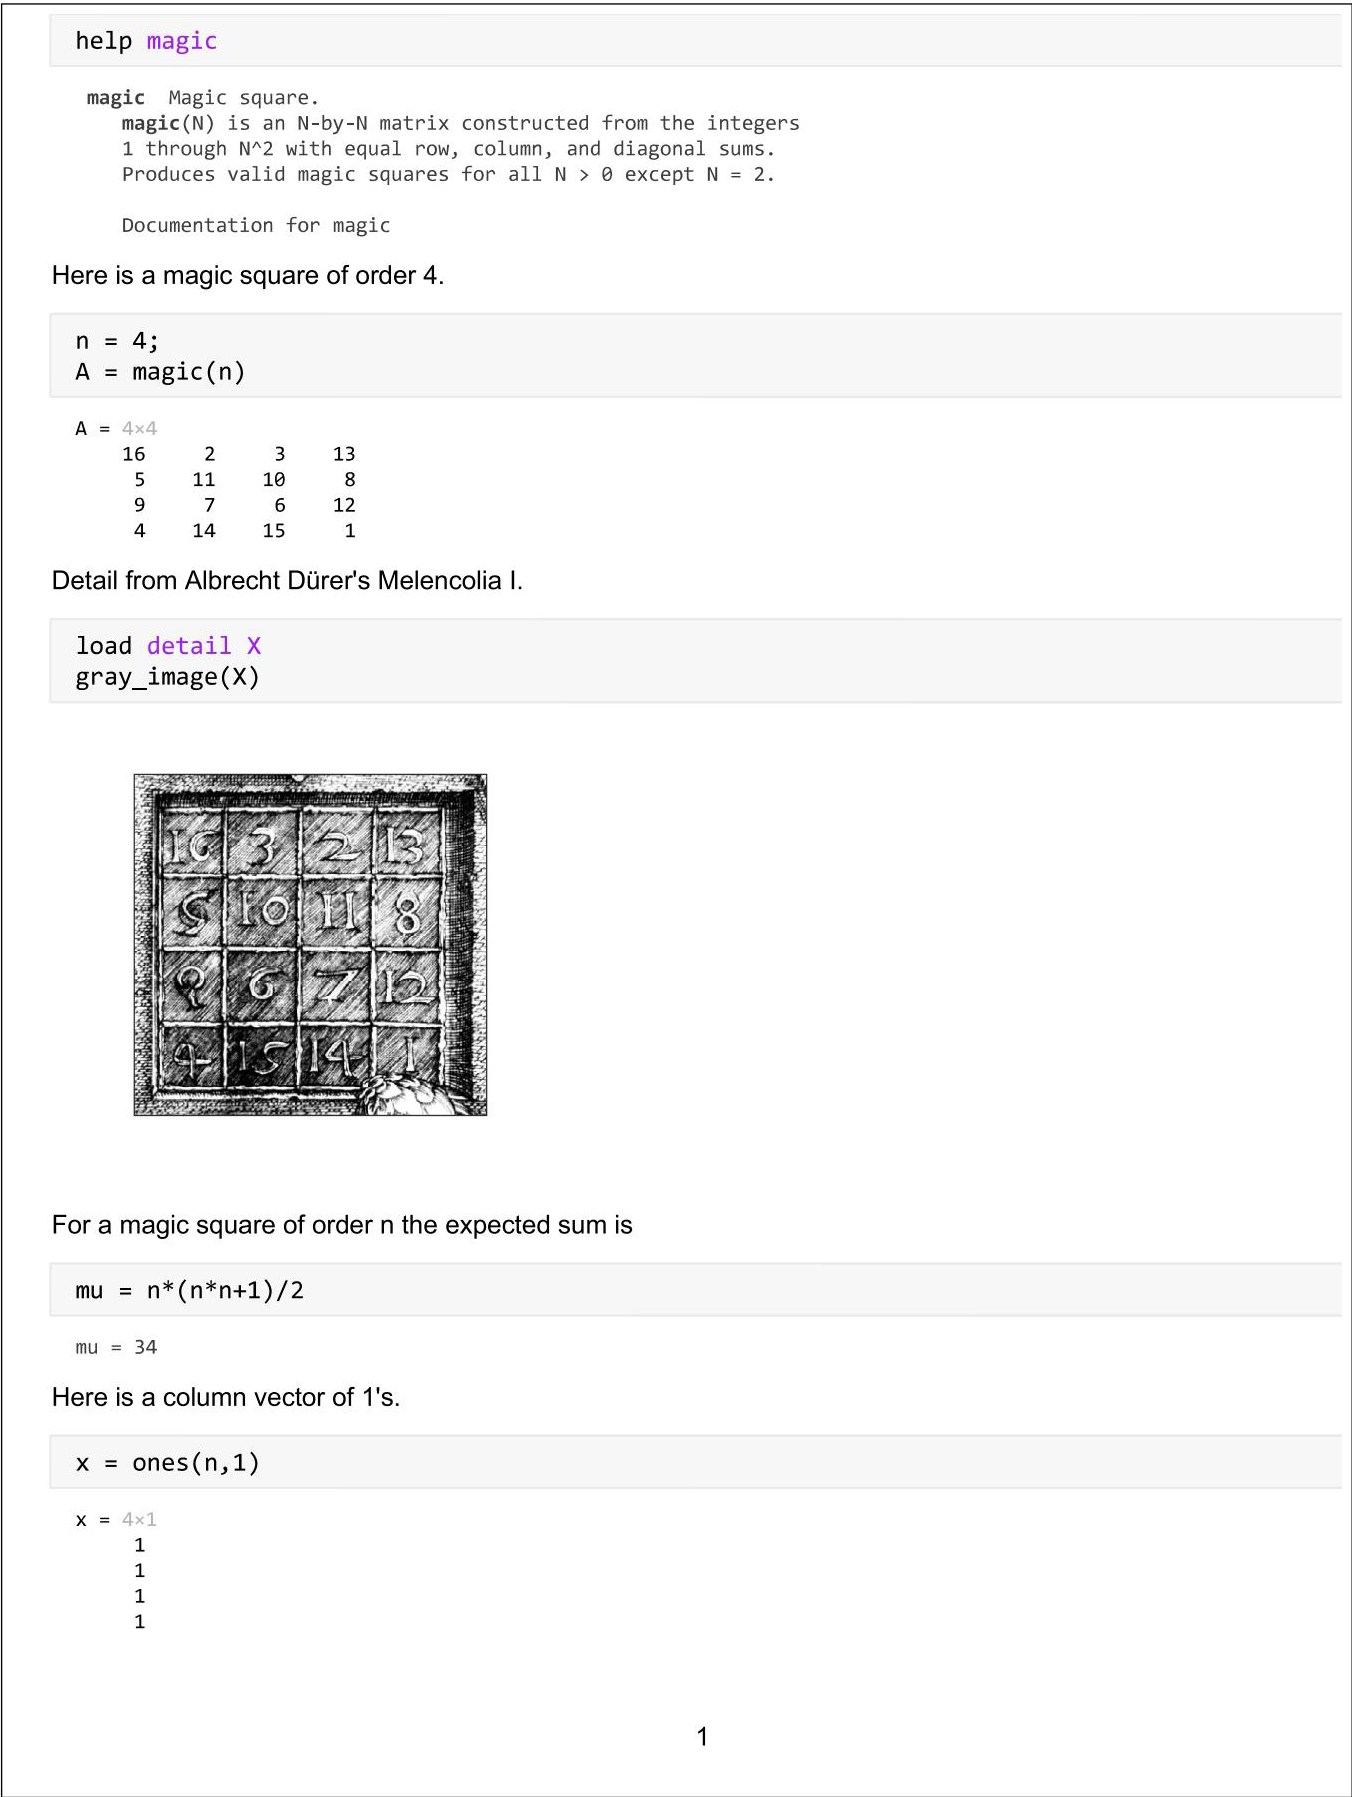 help magic
magic  Magic square.
magic(N) is an N-by-N matrix constructed from the integers
1 through N^2 with equal row, column, and diagonal sums.
Produces valid magic squares for all N > 0 except N = 2.
Documentation for magic
Here is a magic square of order 4.
n = 4;
A = magic(n)
A = 4×4
16 2 3 13
5 11 10 8
9 7 6 12
4 14 15 1
Detail from Albrecht Dürer's Melencolia I.
load detail X
gray_image(X)
16 3 2 13
5 10 11 8
9 6 7 12
4 15 14 1
For a magic square of order n the expected sum is
mu = n*(n*n+1)/2
mu = 34
Here is a column vector of 1's.
x = ones(n,1)
x = 4×1
1
1
1
1
1